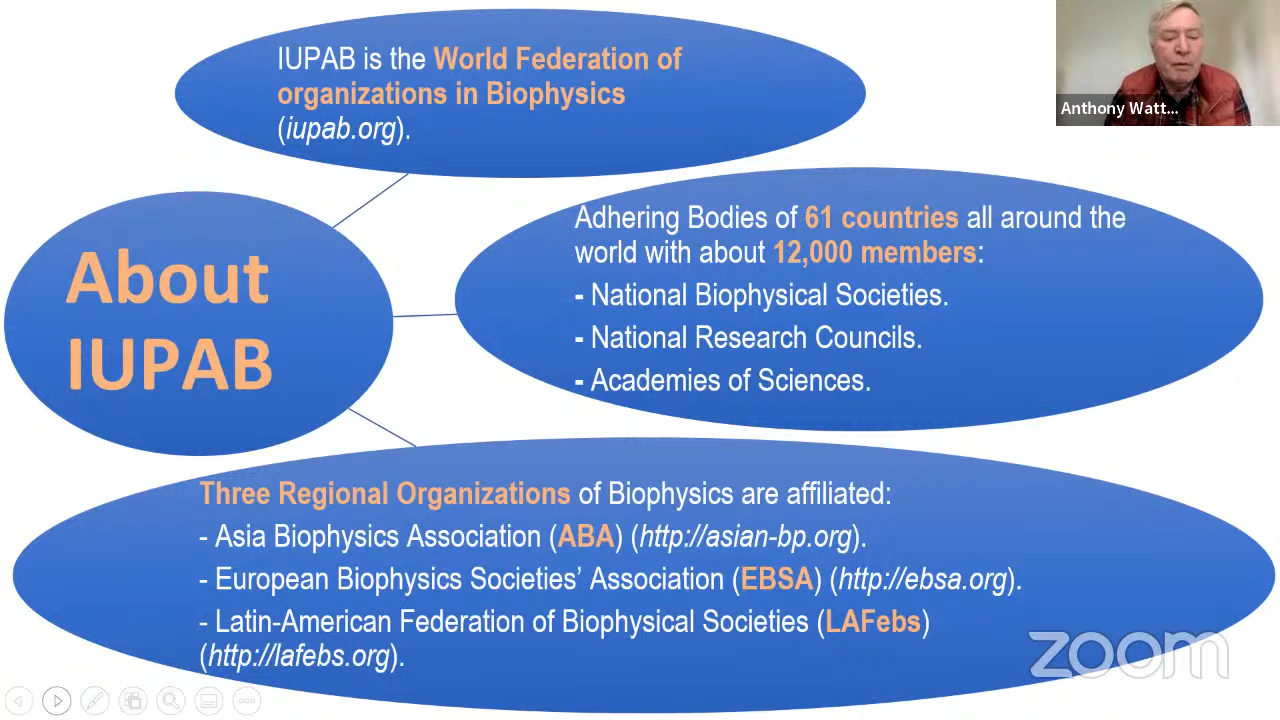 IUPAB is the World Federation of
organizations in Biophysics
(iupab.org).
Anthony Watt...
About
IUPAB
Adhering Bodies of 61 countries all around the
world with about 12,000 members:
- National Biophysical Societies.
- National Research Councils.
- Academies of Sciences.
Three Regional Organizations of Biophysics are affiliated:
- Asia Biophysics Association (ABA) (http://asian-bp.org).
- European Biophysics Societies’ Association (EBSA) (http://ebsa.org).
- Latin-American Federation of Biophysical Societies (LAFebs)
(http://lafebs.org).
zoom